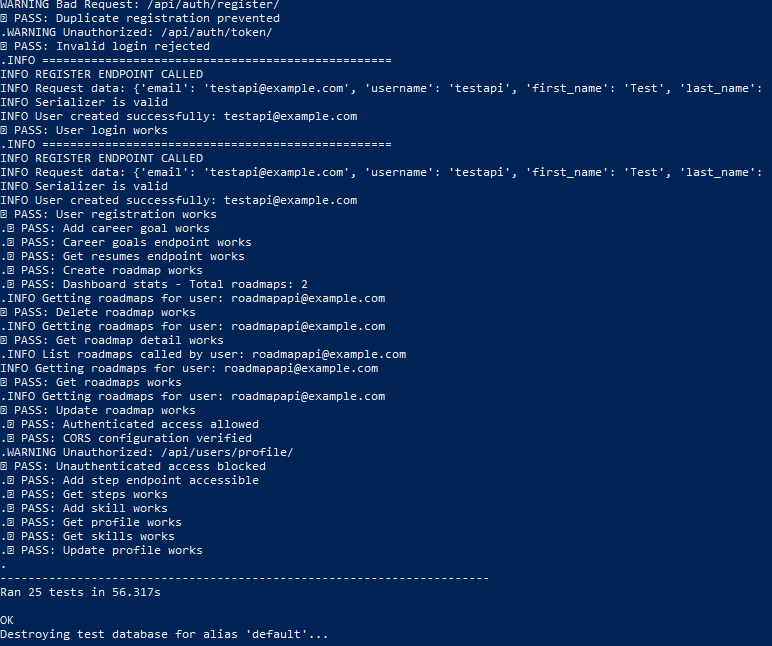 WARNING Bad Request: /api/auth/register/
PASS: Duplicate registration prevented
.WARNING Unauthorized: /api/auth/token/
PASS: Invalid login rejected
.INFO ==================================================
INFO REGISTER ENDPOINT CALLED
INFO Request data: {'email': 'testapi@example.com', 'username': 'testapi', 'first_name': 'Test', 'last_name':
INFO Serializer is valid
INFO User created successfully: testapi@example.com
PASS: User login works
.INFO ==================================================
INFO REGISTER ENDPOINT CALLED
INFO Request data: {'email': 'testapi@example.com', 'username': 'testapi', 'first_name': 'Test', 'last_name':
INFO Serializer is valid
INFO User created successfully: testapi@example.com
PASS: User registration works
. PASS: Add career goal works
. PASS: Career goals endpoint works
. PASS: Get resumes endpoint works
. PASS: Create roadmap works
. PASS: Dashboard stats - Total roadmaps: 2
.INFO Getting roadmaps for user: roadmapapi@example.com
PASS: Delete roadmap works
.INFO Getting roadmaps for user: roadmapapi@example.com
PASS: Get roadmap detail works
.INFO List roadmaps called by user: roadmapapi@example.com
INFO Getting roadmaps for user: roadmapapi@example.com
PASS: Get roadmaps works
.INFO Getting roadmaps for user: roadmapapi@example.com
PASS: Update roadmap works
. PASS: Authenticated access allowed
. PASS: CORS configuration verified
.WARNING Unauthorized: /api/users/profile/
PASS: Unauthenticated access blocked
. PASS: Add step endpoint accessible
. PASS: Get steps works
. PASS: Add skill works
. PASS: Get profile works
. PASS: Get skills works
. PASS: Update profile works
.
----------------------------------------------------------------------
Ran 25 tests in 56.317s
OK
Destroying test database for alias 'default'...